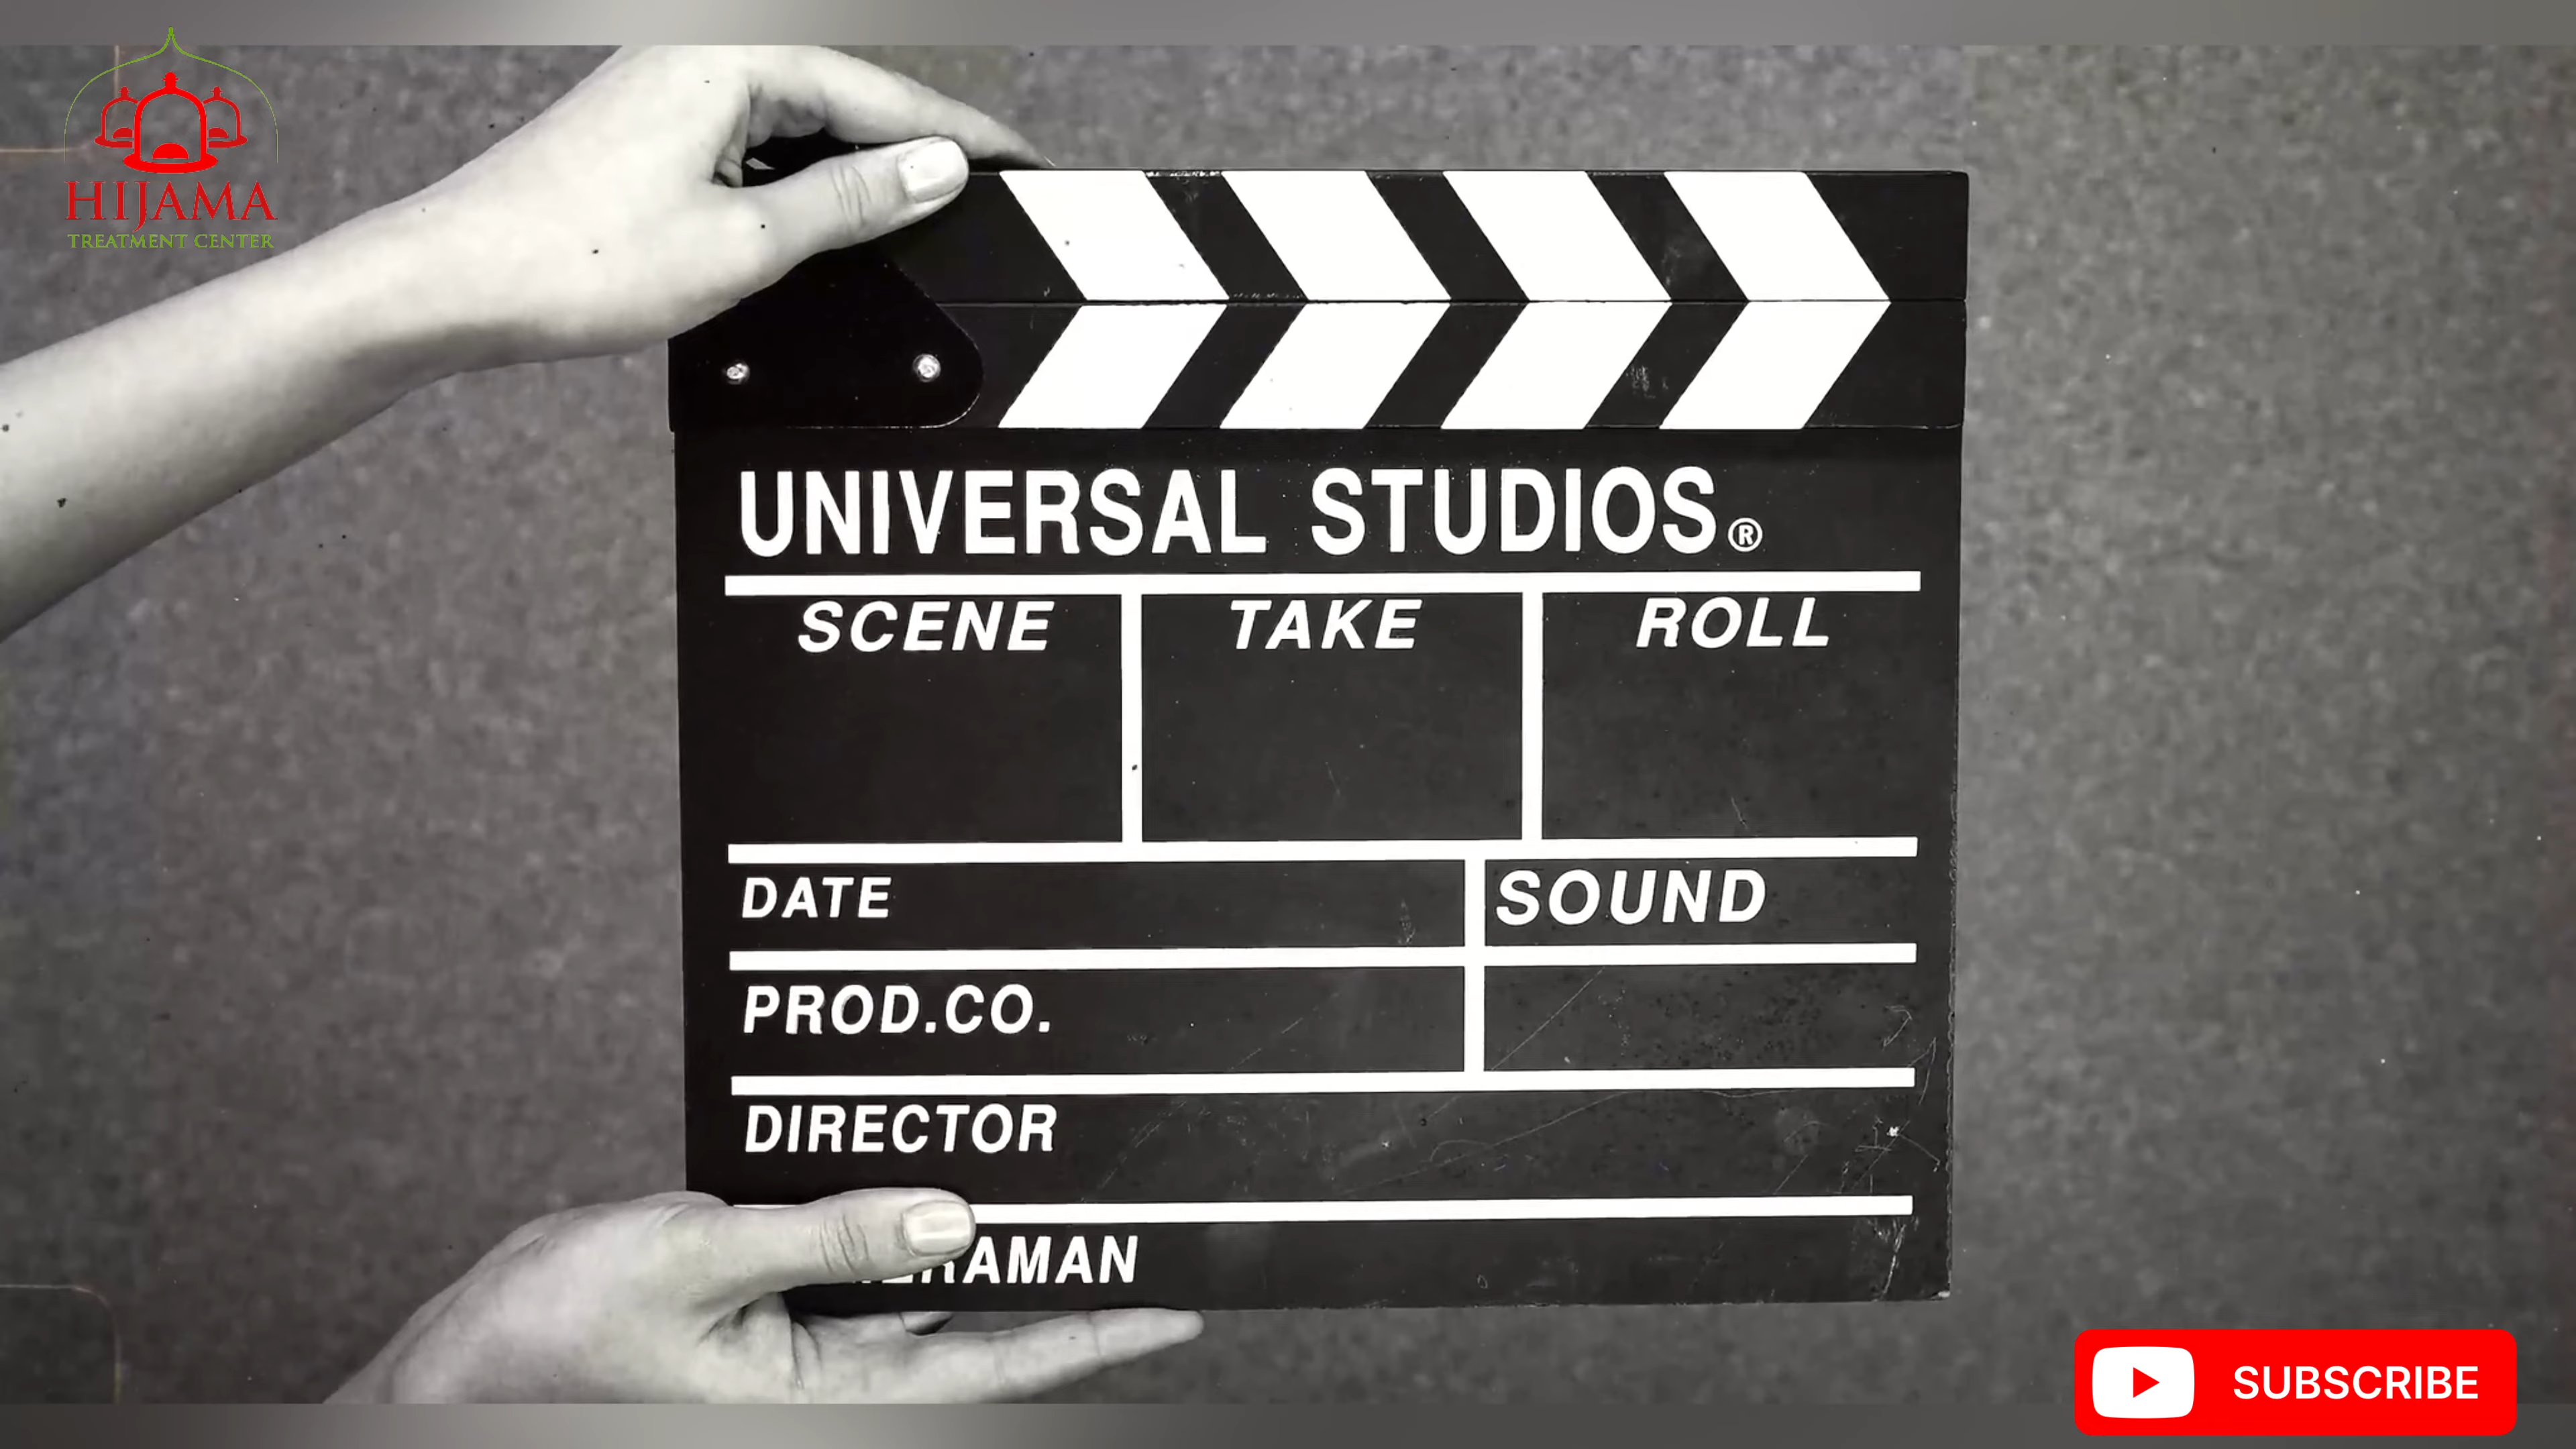 HIJAMA
TREATMENT CENTER
UNIVERSAL STUDIOS®
SCENE TAKE ROLL
DATE SOUND
PROD.CO.
DIRECTOR
SUBSCRIBE